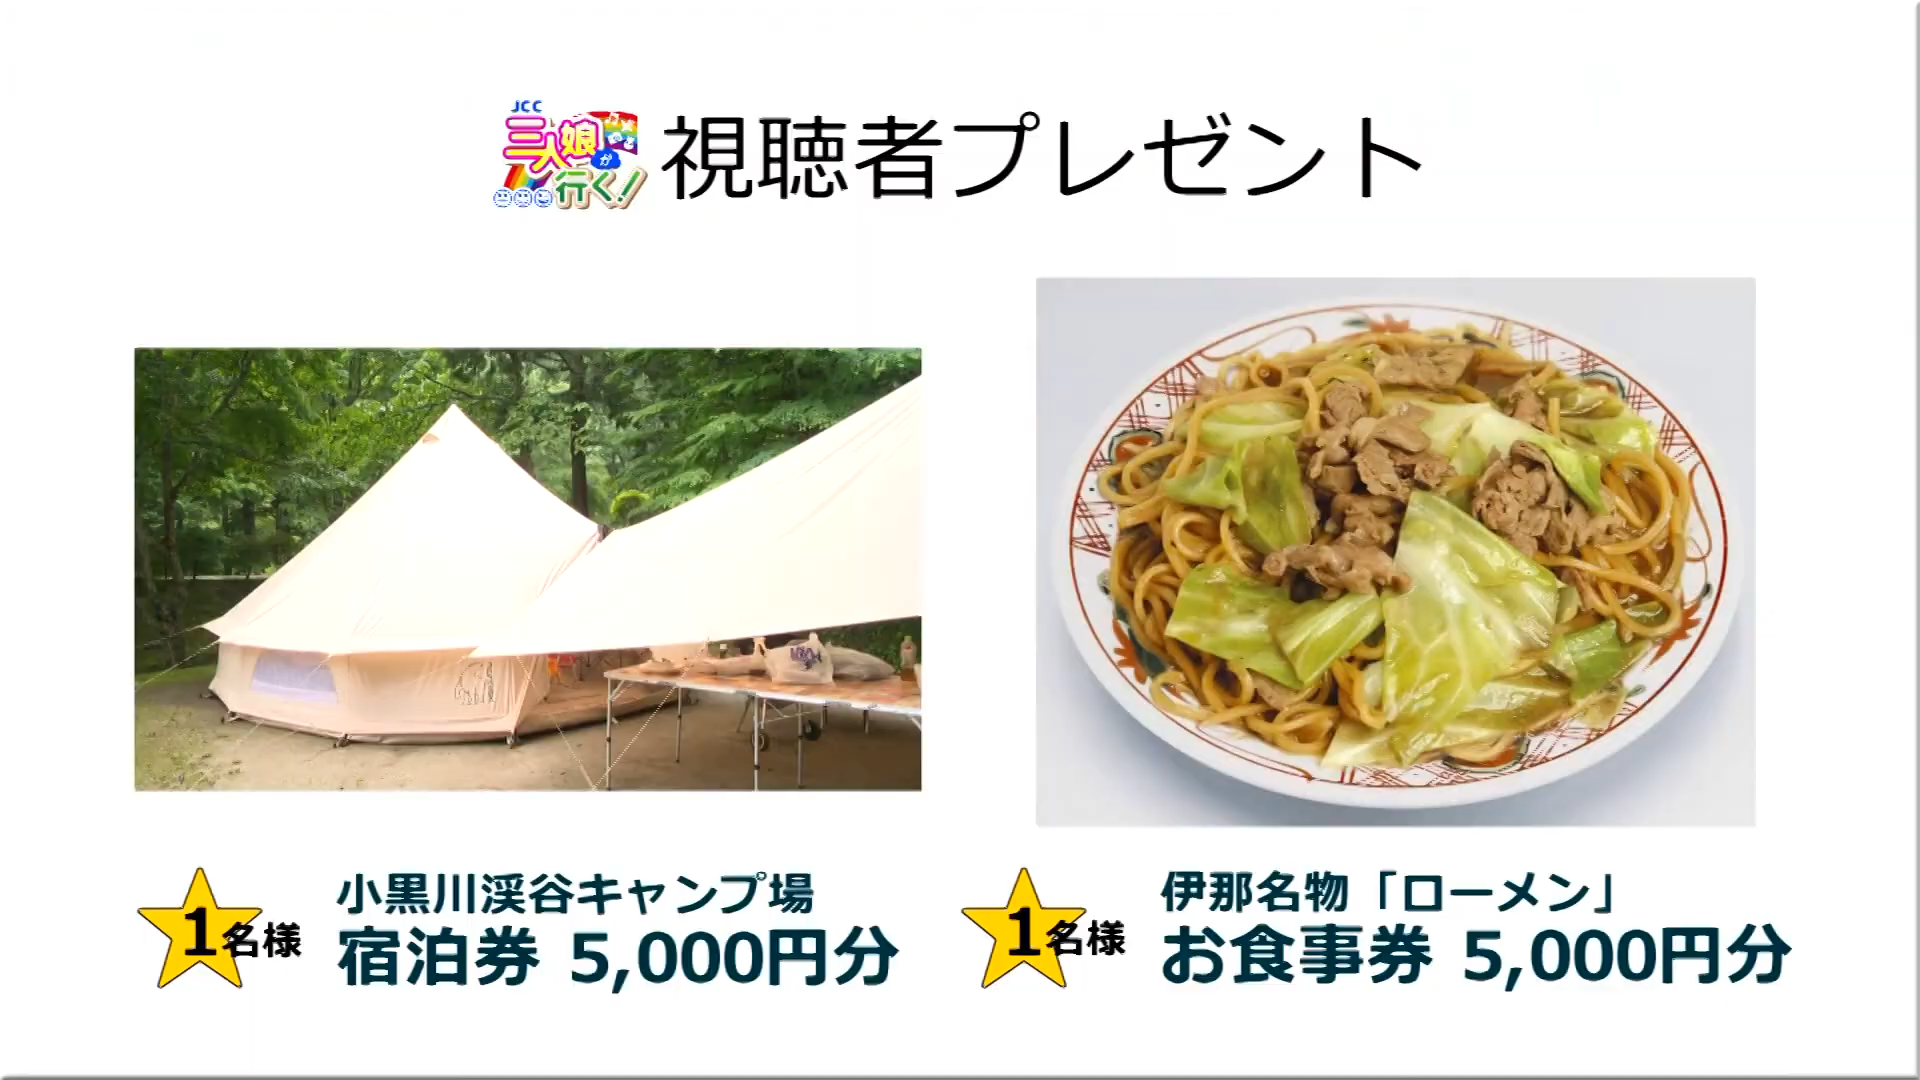 JCC
三人娘が行く!
視聴者プレゼント
1名様
小黒川渓谷キャンプ場
宿泊券 5,000円分
1名様
伊那名物「ローメン」
お食事券 5,000円分